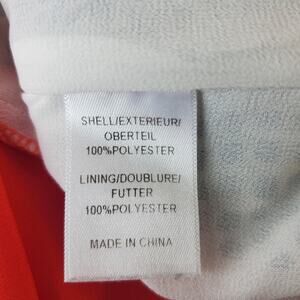 SHELL/EXTERIEUR/
OBERTEIL
100%POLYESTER
LINING/DOUBLURE/
FUTTER
100%POLYESTER
MADE IN CHINA